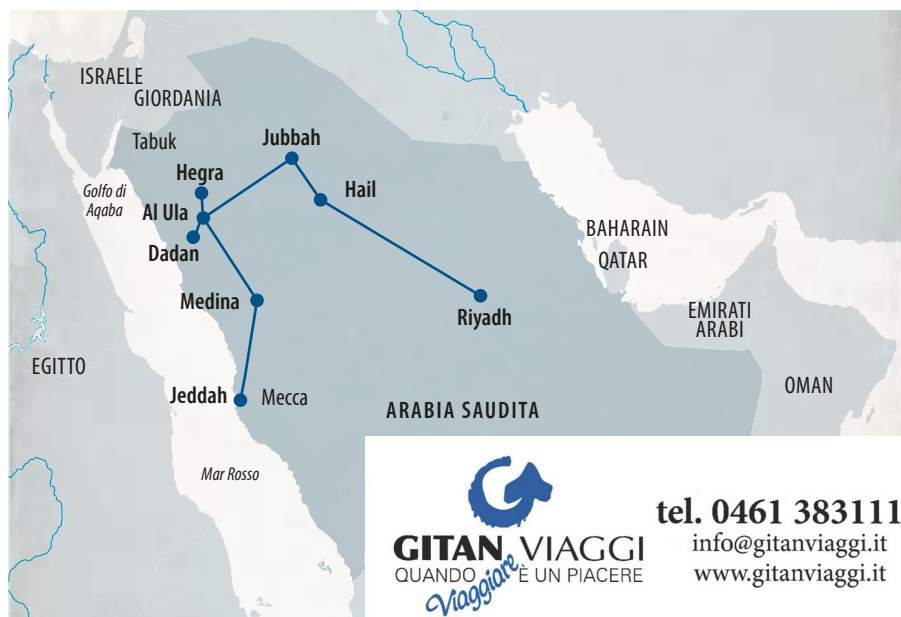 ISRAELE
GIORDANIA
Tabuk
Jubbah
Hegra
Hail
Golfo di
Aqaba
Al Ula
Dadan
BAHARAIN
QATAR
Medina
Riyadh
EMIRATI
ARABI
EGITTO
OMAN
Jeddah
Mecca
ARABIA SAUDITA
Mar Rosso
GITAN VIAGGI
QUANDO Viaggiare È UN PIACERE
tel. 0461 383111
info@gitanviaggi.it
www.gitanviaggi.it